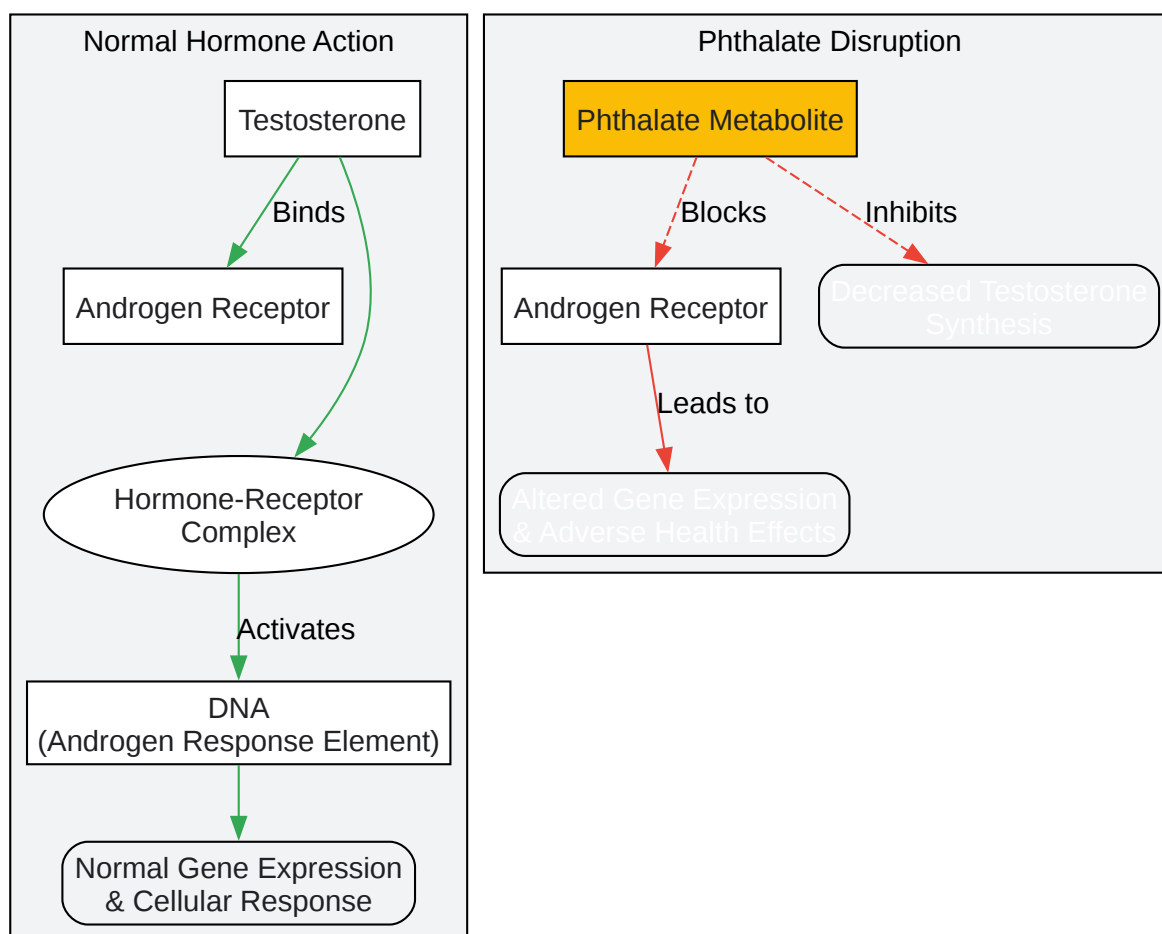 Normal Hormone Action
Testosterone
Binds
Androgen Receptor
Hormone-Receptor
Complex
Activates
DNA
(Androgen Response Element)
Normal Gene Expression
& Cellular Response
Phthalate Disruption
Phthalate Metabolite
Blocks
Inhibits
Androgen Receptor
Decreased Testosterone
Synthesis
Leads to
Altered Gene Expression
& Adverse Health Effects